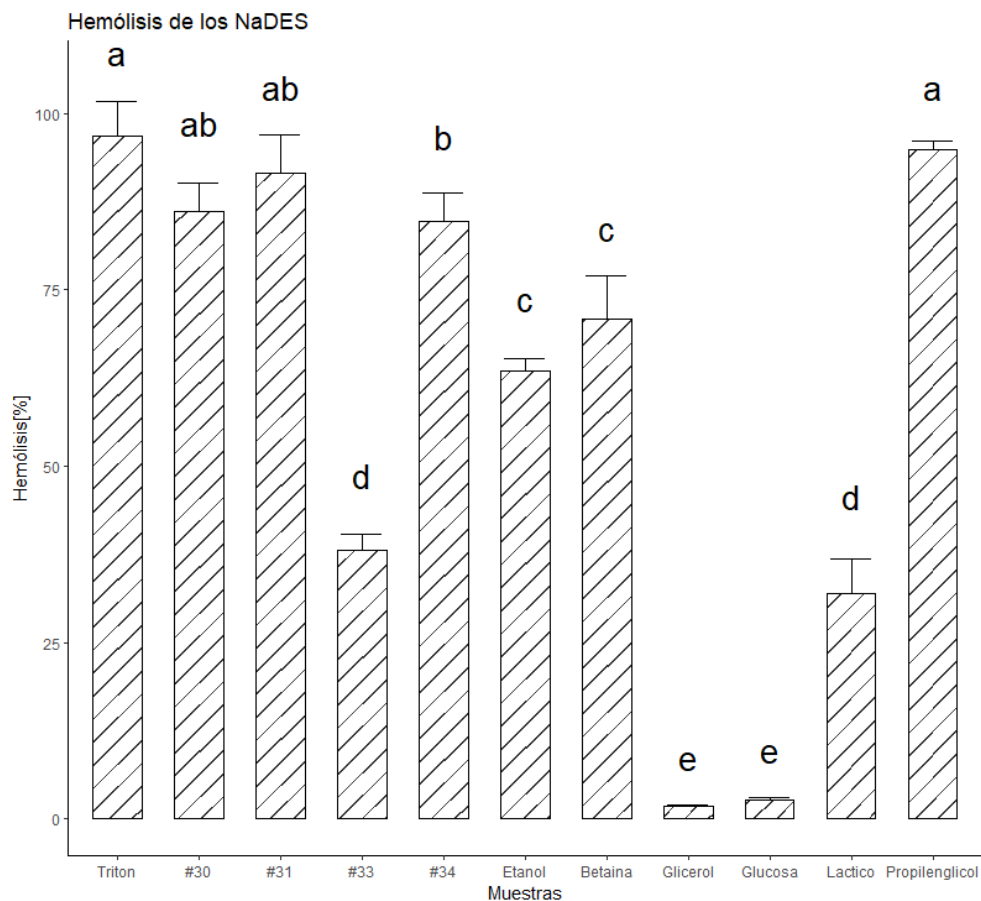 Hemólisis de los NaDES
a
ab
ab
d
b
c
c
e
e
d
a
Hemólisis[%]
100
75
50
25
0
Triton #30 #31 #33 #34 Etanol Betaina Glicerol Glucosa Lactico Propilenglicol
Muestras